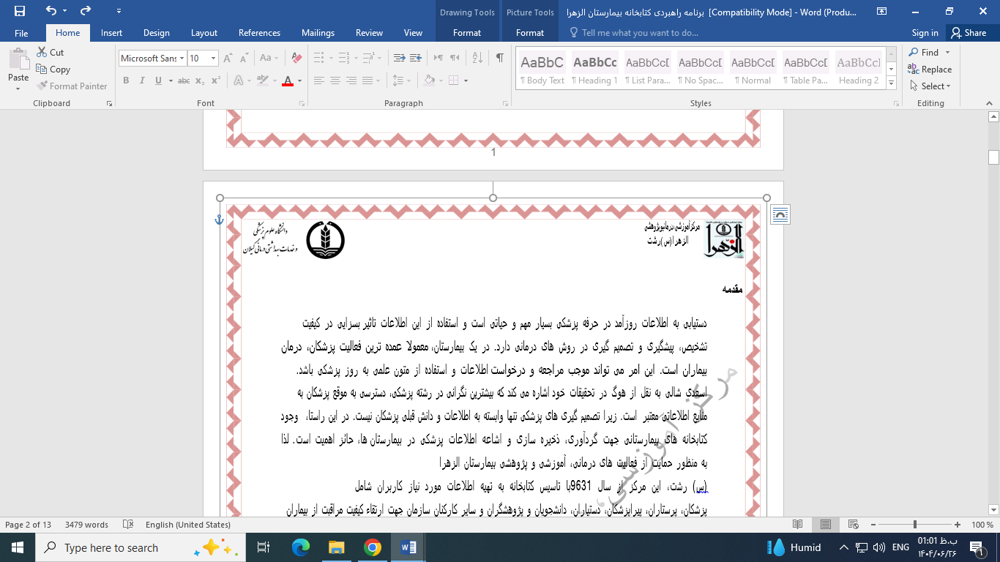 برنامه راهبردی کتابخانه بیمارستان الزهرا [Compatibility Mode] - Word (Produ...
Drawing Tools
Picture Tools
File
Home
Insert
Design
Layout
References
Mailings
Review
View
Format
Format
Tell me what you want to do...
Sign in
Share
Paste
Cut
Copy
Format Painter
Clipboard
Microsoft Sans
10
Font
Paragraph
AaBbC
AaBbCc
AaBbCcD
AaBbCcD
AaBbCcD
AaBbCcD
AaBbCcI
¶ Body Text
¶ Heading 1
¶ List Para...
¶ No Spac...
¶ Normal
¶ Table Pa...
Heading 2
Styles
Find
Replace
Select
Editing
1
مرکز آموزشی،درمانیوپژوهشی
الزهرا(س )رشت
الزهرا
دانشگاه علوم پزشکی
و خدمات بهداشتی درمانی گیلان
مقدمه
دستیابی به اطلاعات روزآمد در حرفه پزشکی بسیار مهم و حیاتی است و استفاده از این اطلاعات تاثیر بسزایی در کیفیت
تشخیص، پیشگیری و تصمیم گیری در روش های درمانی دارد. در یک بیمارستان، معمولا عمده ترین فعالیت پزشکان، درمان
بیماران است. این امر می تواند موجب مراجعه و درخواست اطلاعات و استفاده از متون علمی به روز پزشکی باشد.
اسعدی شالی به نقل از هوگ در تحقیقات خود اشاره می کند که بیشترین نگرانی در رشته پزشکی، دسترسی به موقع پزشکان به
منابع اطلاعاتی معتبر است. زیرا تصمیم گیری های پزشکی تنها وابسته به اطلاعات و دانش قبلی پزشکان نیست. در این راستا، وجود
کتابخانه های بیمارستانی جهت گردآوری، ذخیره سازی و اشاعه اطلاعات پزشکی در بیمارستان ها، حائز اهمیت است. لذا
به منظور حمایت از فعالیت های درمانی، آموزشی و پژوهشی بیمارستان الزهرا
(س) رشت، این مرکز از سال 9631با تاسیس کتابخانه به تهیه اطلاعات مورد نیاز کاربران شامل
پزشکان، پرستاران، پیراپزشکان، دستیاران، دانشجویان و پژوهشگران و سایر کارکنان سازمان جهت ارتقاء کیفیت مراقبت از بیماران
مرکز آموزشی،
Page 2 of 13
3479 words
English (United States)
100 %
Type here to search
Humid
ENG
01:01 ب.ظ
۱۴۰۴/۰۶/۲۶
1